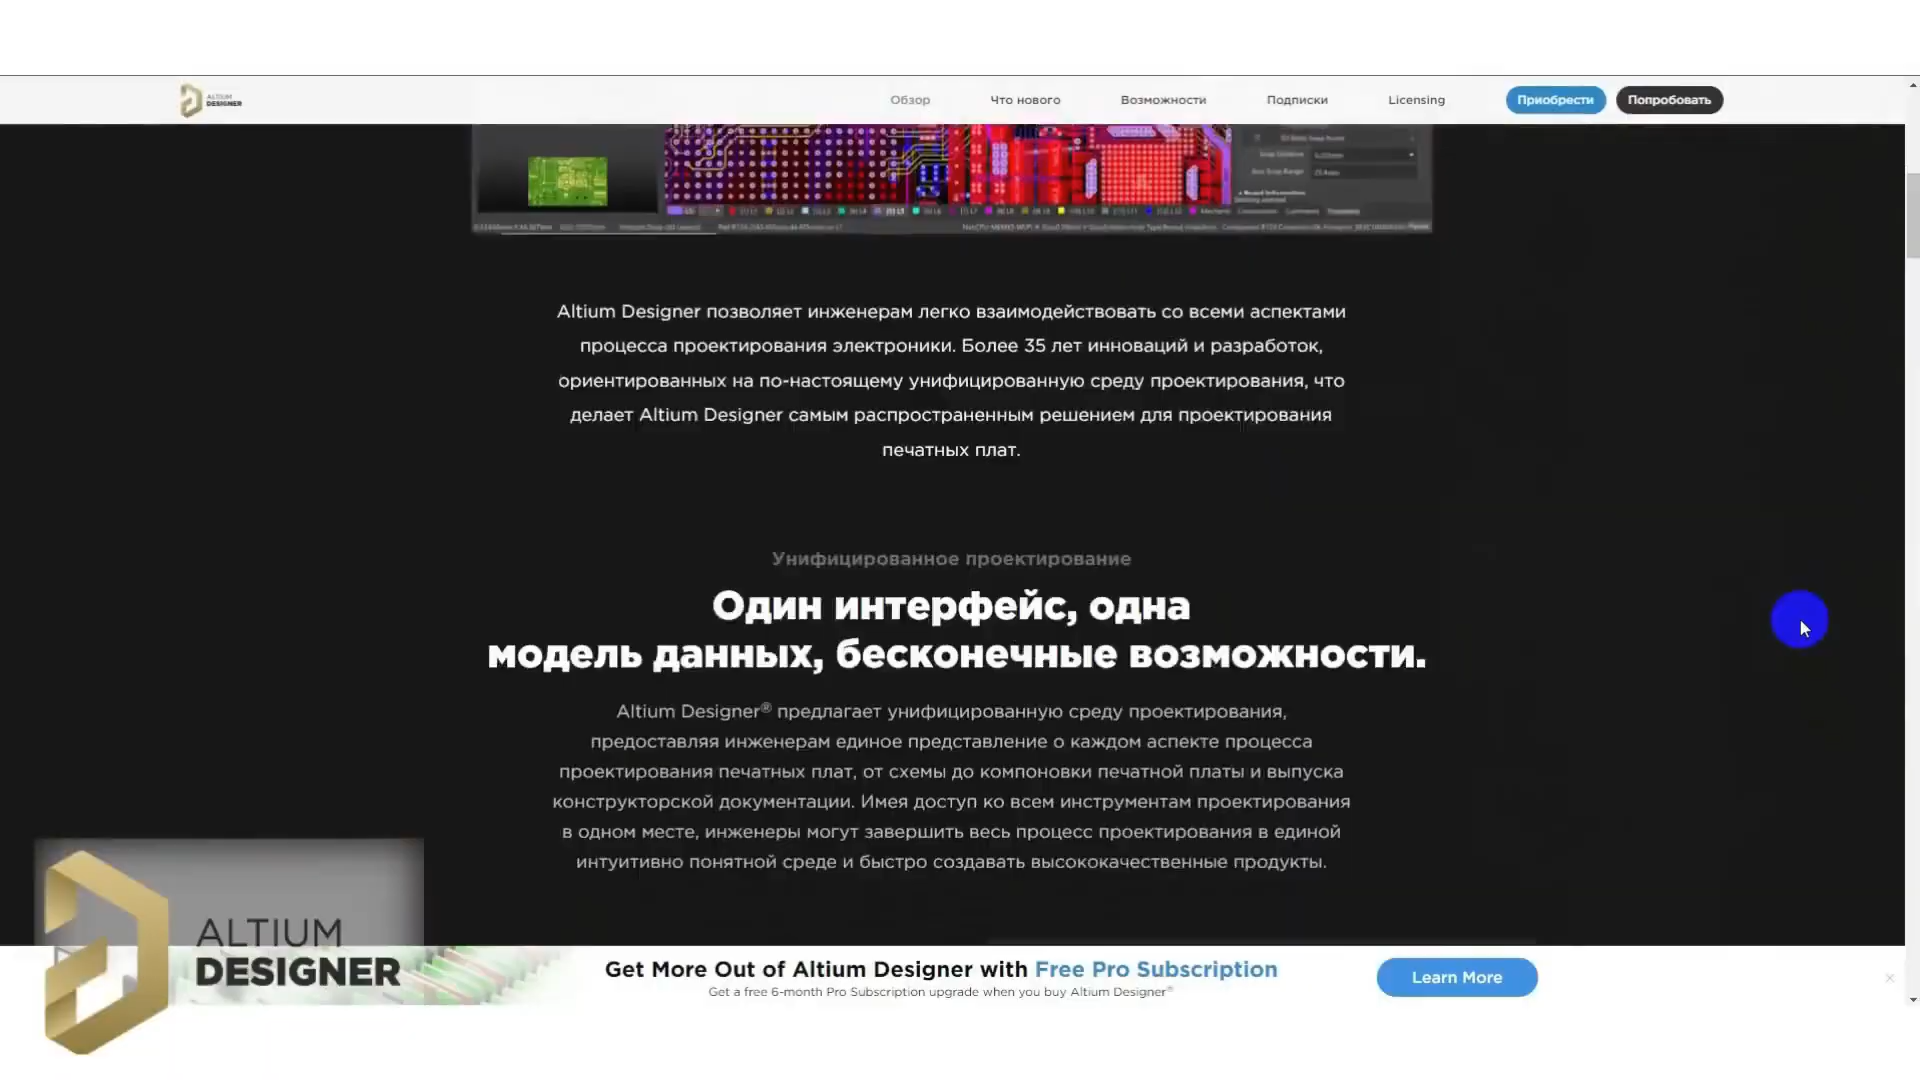 ALTIUM
DESIGNER
Обзор
Что нового
Возможности
Подписки
Licensing
Приобрести
Попробовать
Altium Designer позволяет инженерам легко взаимодействовать со всеми аспектами
процесса проектирования электроники. Более 35 лет инноваций и разработок,
ориентированных на по-настоящему унифицированную среду проектирования, что
делает Altium Designer самым распространенным решением для проектирования
печатных плат.
Унифицированное проектирование
Один интерфейс, одна
модель данных, бесконечные возможности.
Altium Designer® предлагает унифицированную среду проектирования,
предоставляя инженерам единое представление о каждом аспекте процесса
проектирования печатных плат, от схемы до компоновки печатной платы и выпуска
конструкторской документации. Имея доступ ко всем инструментам проектирования
в одном месте, инженеры могут завершить весь процесс проектирования в единой
интуитивно понятной среде и быстро создавать высококачественные продукты.
ALTIUM
DESIGNER
Get More Out of Altium Designer with Free Pro Subscription
Get a free 6-month Pro Subscription upgrade when you buy Altium Designer®
Learn More